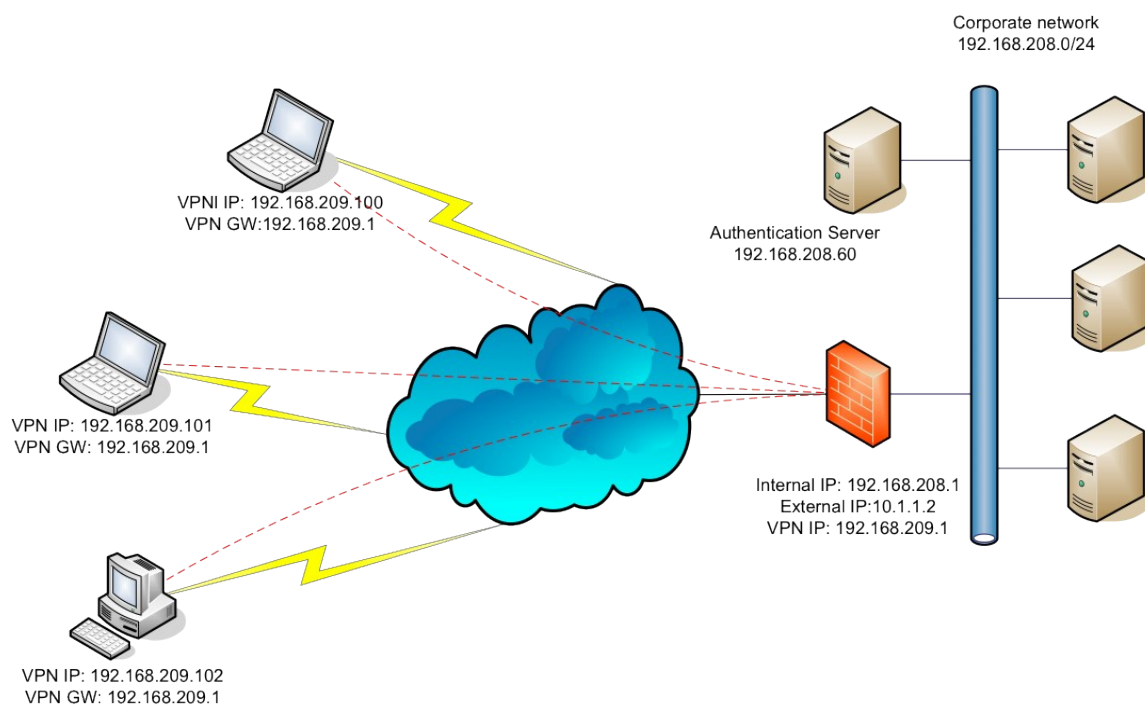 Corporate network
192.168.208.0/24
VPNI IP: 192.168.209.100
VPN GW:192.168.209.1
Authentication Server
192.168.208.60
VPN IP: 192.168.209.101
VPN GW: 192.168.209.1
Internal IP: 192.168.208.1
External IP:10.1.1.2
VPN IP: 192.168.209.1
VPN IP: 192.168.209.102
VPN GW: 192.168.209.1